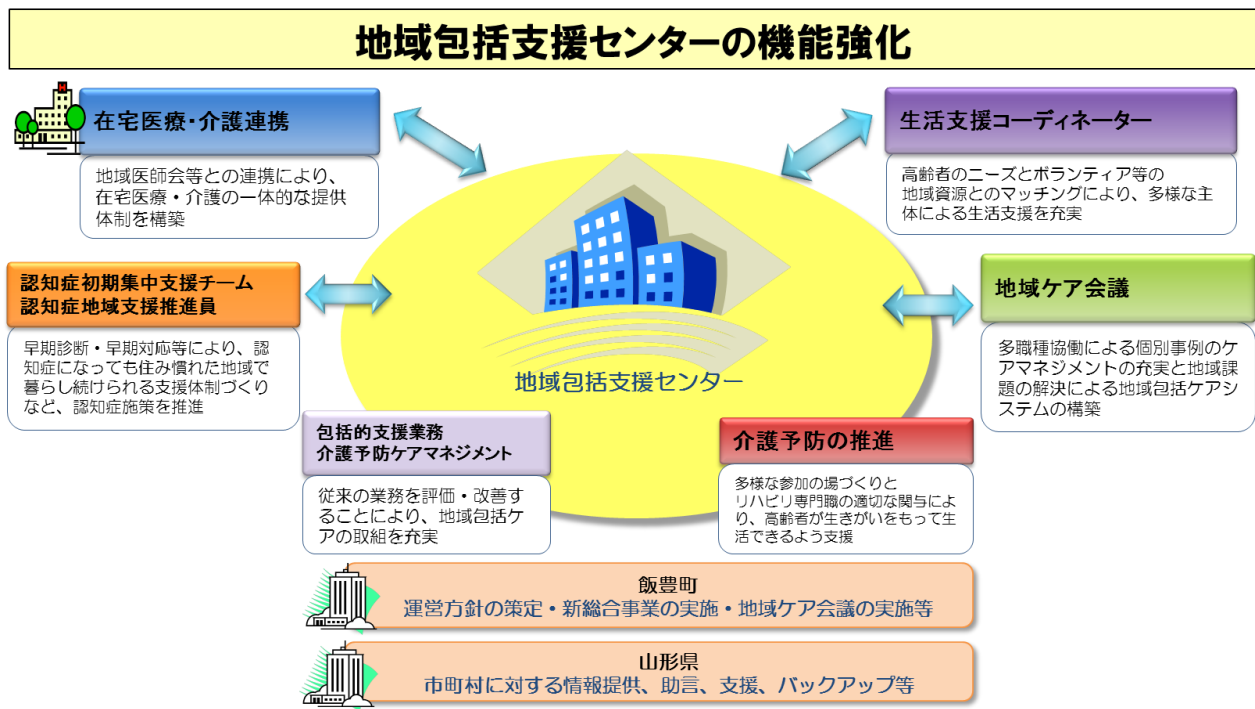 地域包括支援センターの機能強化
H
在宅医療・介護連携
地域医師会等との連携により、
在宅医療・介護の一体的な提供
体制を構築
生活支援コーディネーター
高齢者のニーズとボランティア等の
地域資源とのマッチングにより、多様な主
体による生活支援を充実
認知症初期集中支援チーム
認知症地域支援推進員
早期診断・早期対応等により、認
知症になっても住み慣れた地域で
暮らし続けられる支援体制づくり
など、認知症施策を推進
地域ケア会議
多職種協働による個別事例のケ
アマネジメントの充実と地域課
題の解決による地域包括ケアシ
ステムの構築
地域包括支援センター
包括的支援業務
介護予防ケアマネジメント
従来の業務を評価・改善す
ることにより、地域包括ケ
アの取組を充実
介護予防の推進
多様な参加の場づくりと
リハビリ専門職の適切な関与によ
り、高齢者が生きがいをもって生
活できるよう支援
飯豊町
運営方針の策定・新総合事業の実施・地域ケア会議の実施等
山形県
市町村に対する情報提供、助言、支援、バックアップ等